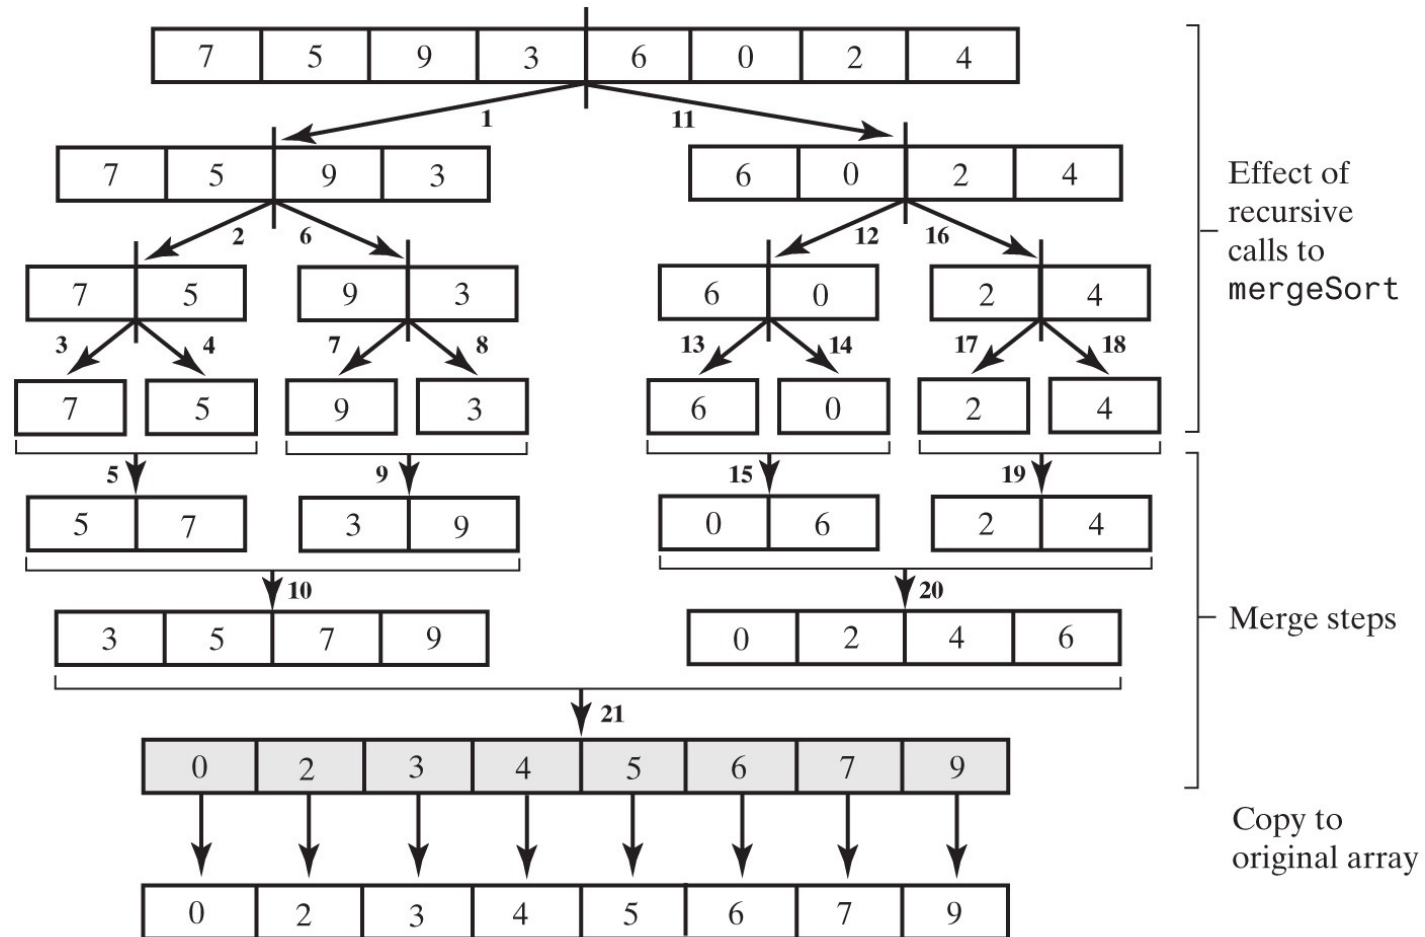 7 5 9 3 6 0 2 4
1 11
7 5 9 3 6 0 2 4
2 6 12 16
7 5 9 3 6 0 2 4
3 4 7 8 13 14 17 18
7 5 9 3 6 0 2 4
5 9 15 19
5 7 3 9 0 6 2 4
10 20
3 5 7 9 0 2 4 6
21
0 2 3 4 5 6 7 9
0 2 3 4 5 6 7 9
Effect of
recursive
calls to
mergeSort
Merge steps
Copy to
original array